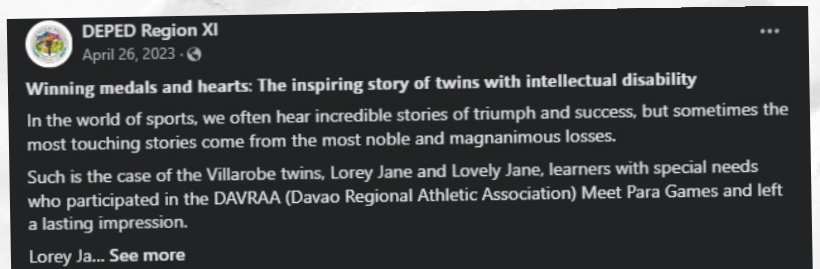 DEPED Region XI
April 26, 2023 ·
Winning medals and hearts: The inspiring story of twins with intellectual disability
In the world of sports, we often hear incredible stories of triumph and success, but sometimes the
most touching stories come from the most noble and magnanimous losses.
Such is the case of the Villarobe twins, Lorey Jane and Lovely Jane, learners with special needs
who participated in the DAVRAA (Davao Regional Athletic Association) Meet Para Games and left
a lasting impression.
Lorey Ja... See more